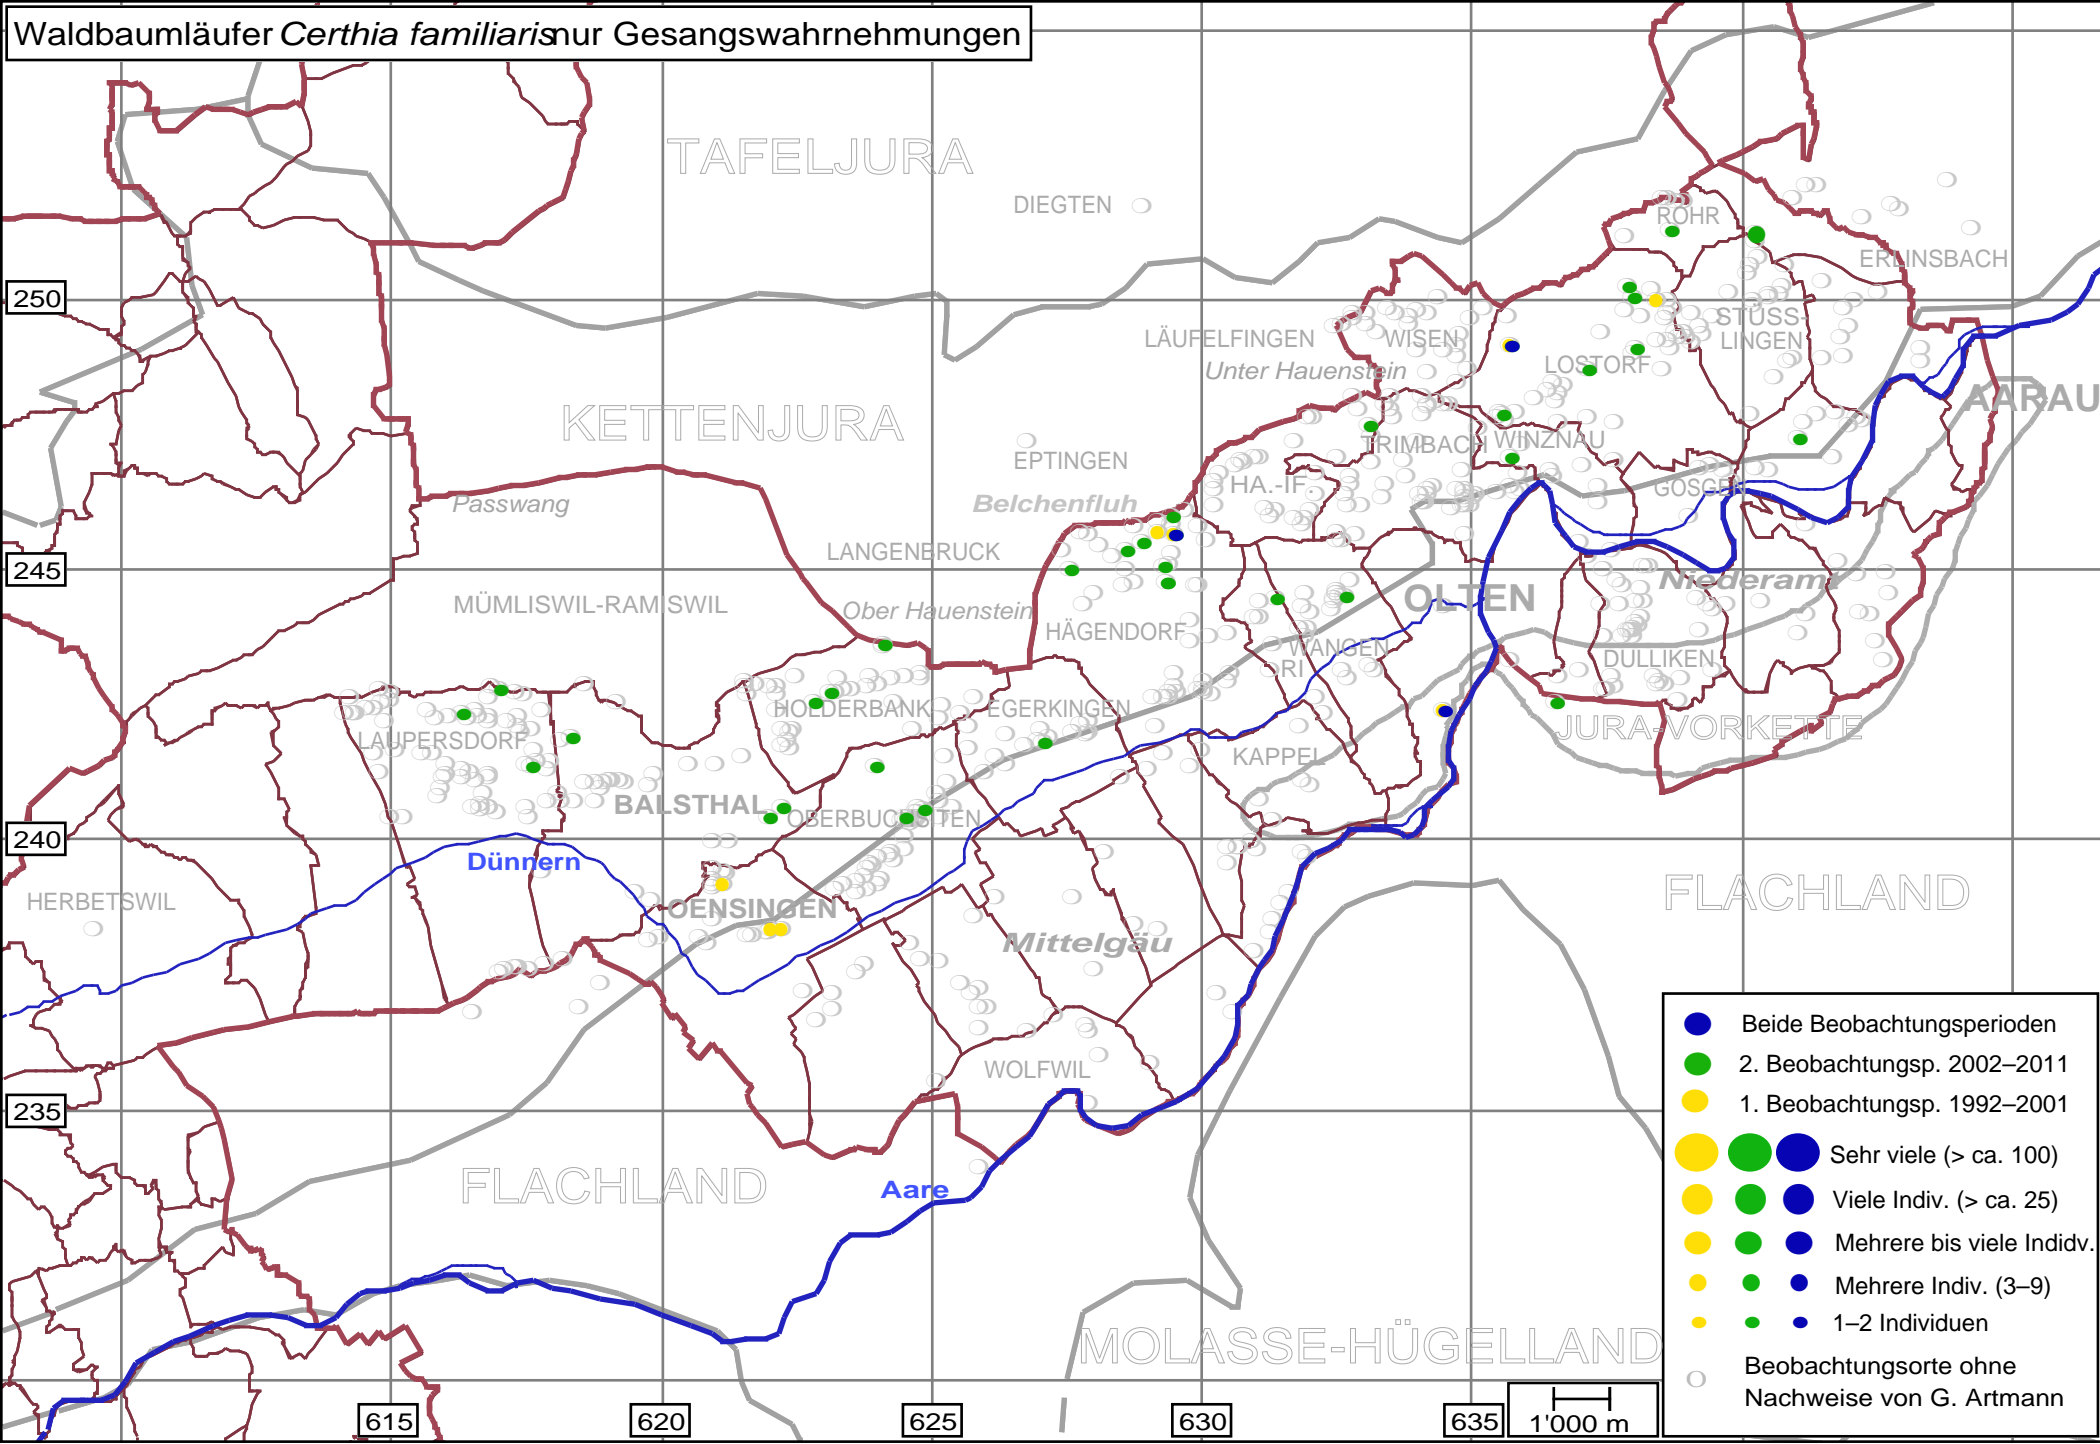 Waldbaumläufer Certhia familiaris nur Gesangswahrnehmungen
TAFELJURA
DIEGTEN
ROHR
ERLINSBACH
250
STÜSS-
LINGEN
LÄUFELFINGEN
WISEN
LOSTORF
Unter Hauenstein
AARAU
KETTENJURA
EPTINGEN
TRIMBACH
WINZNAU
HA.-IF.
GÖSGEN
Passwang
Belchenfluh
LANGENBRUCK
245
Niederamt
OLTEN
MÜMLISWIL-RAMISWIL
Ober Hauenstein
HÄGENDORF
WANGEN
RI
DULLIKEN
HOLDERBANK
EGERKINGEN
JURA-VORKETTE
LAUPERSDORF
KAPPEL
BALSTHAL
OBERBUCHSITEN
240
Dünnern
HERBETSWIL
OENSINGEN
FLACHLAND
Mittelgäu
WOLFWIL
235
FLACHLAND
Aare
MOLASSE-HÜGELLAND
615
620
625
630
635
1'000 m
Beide Beobachtungsperioden
2. Beobachtungsp. 2002–2011
1. Beobachtungsp. 1992–2001
Sehr viele (> ca. 100)
Viele Indiv. (> ca. 25)
Mehrere bis viele Indidv.
Mehrere Indiv. (3–9)
1–2 Individuen
Beobachtungsorte ohne
Nachweise von G. Artmann